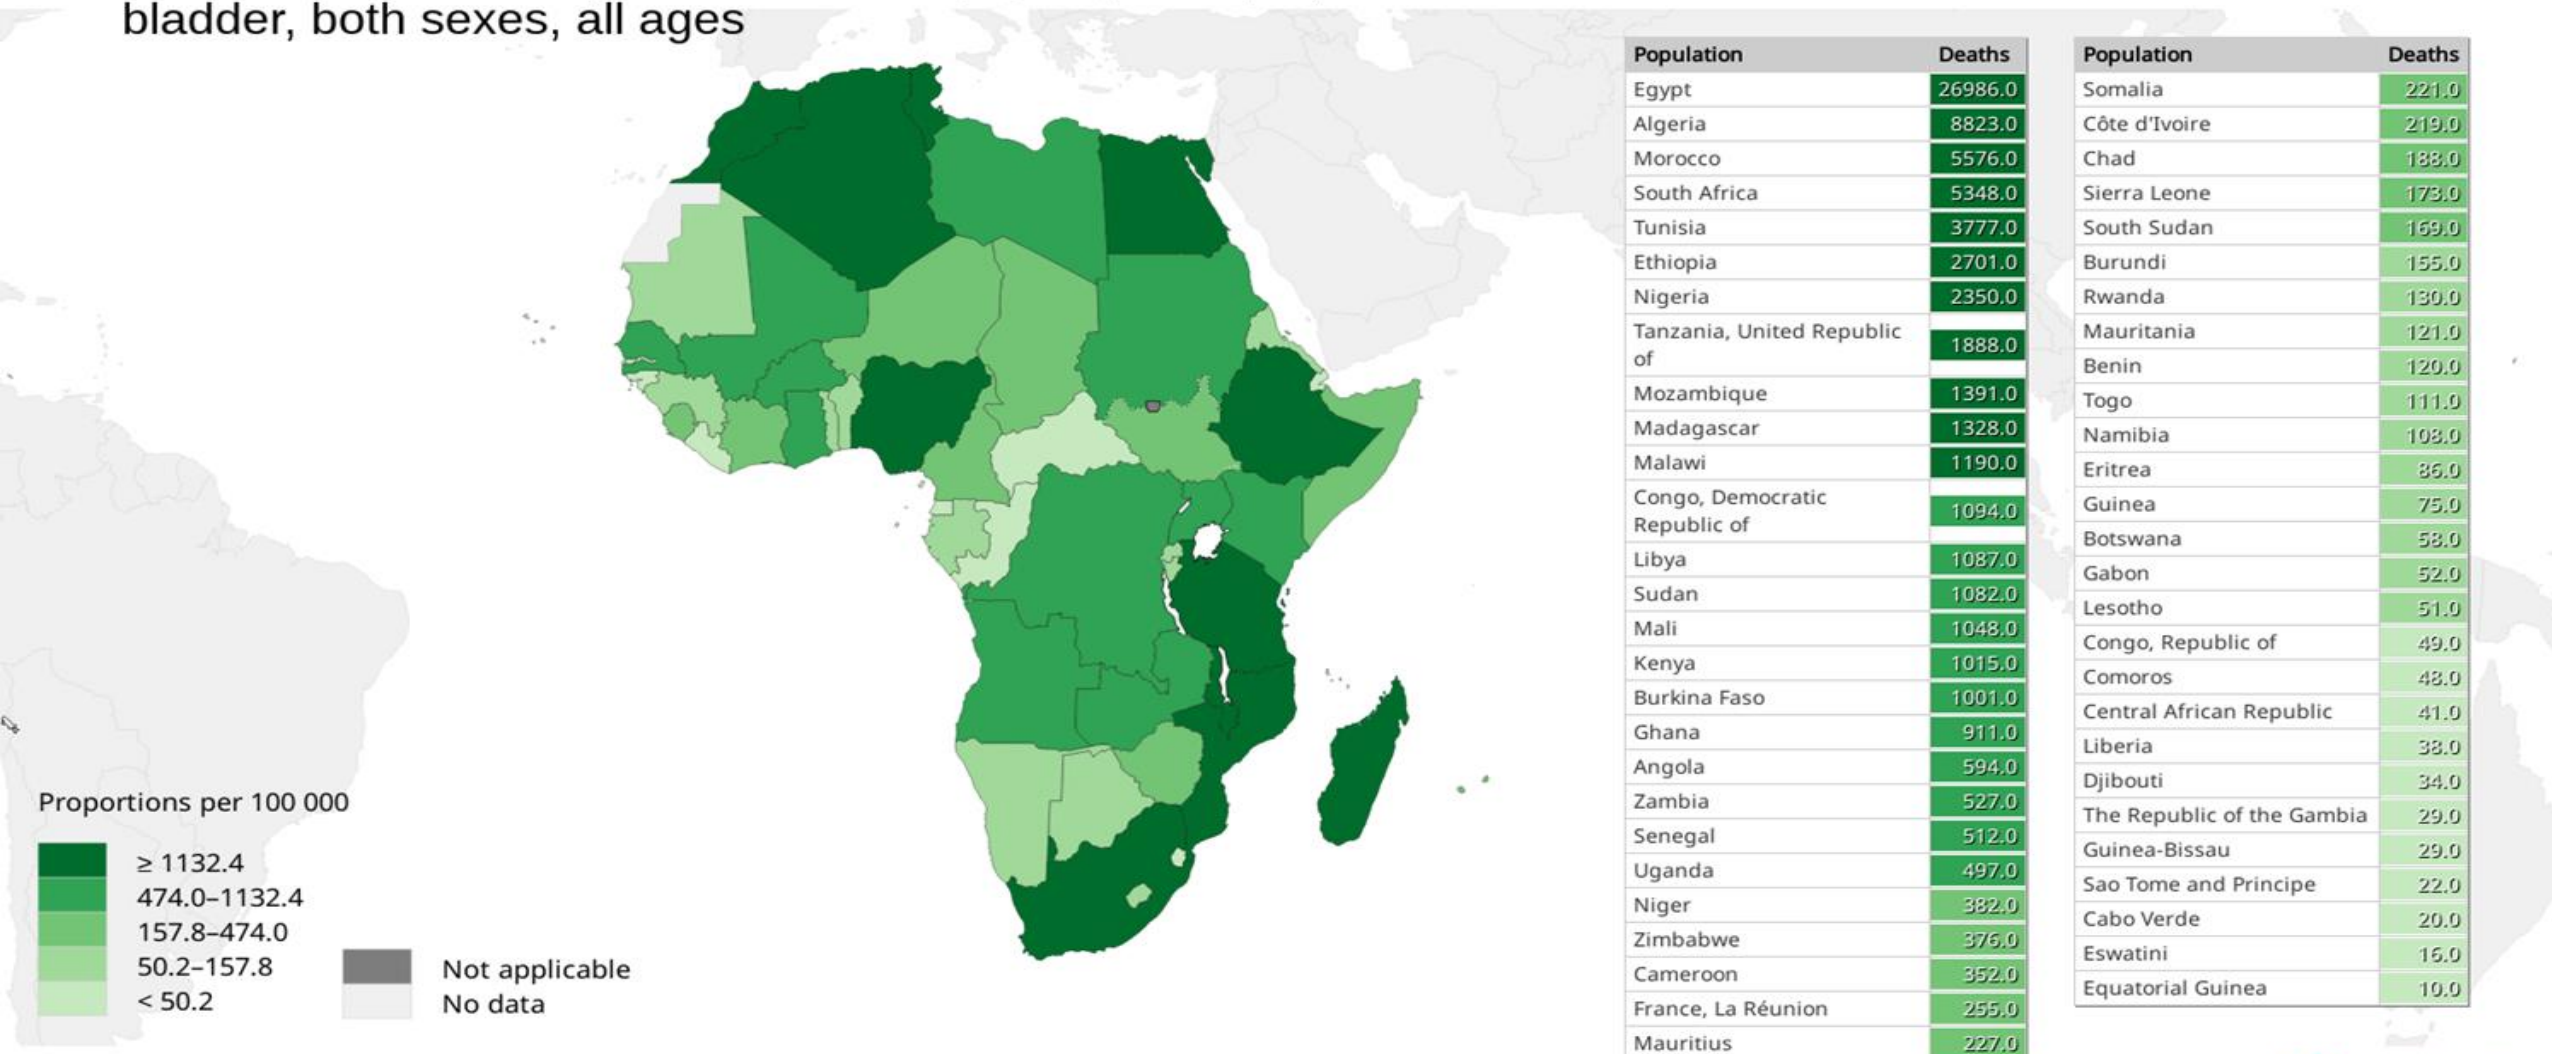 bladder, both sexes, all ages
Population Deaths
Egypt 26986.0
Algeria 8823.0
Morocco 5576.0
South Africa 5348.0
Tunisia 3777.0
Ethiopia 2701.0
Nigeria 2350.0
Tanzania, United Republic
of 1888.0
Mozambique 1391.0
Madagascar 1328.0
Malawi 1190.0
Congo, Democratic
Republic of 1094.0
Libya 1087.0
Sudan 1082.0
Mali 1048.0
Kenya 1015.0
Burkina Faso 1001.0
Ghana 911.0
Angola 594.0
Zambia 527.0
Senegal 512.0
Uganda 497.0
Niger 382.0
Zimbabwe 376.0
Cameroon 352.0
France, La Réunion 255.0
Mauritius 227.0
Population Deaths
Somalia 221.0
Côte d'Ivoire 219.0
Chad 188.0
Sierra Leone 173.0
South Sudan 169.0
Burundi 155.0
Rwanda 130.0
Mauritania 121.0
Benin 120.0
Togo 111.0
Namibia 108.0
Eritrea 86.0
Guinea 75.0
Botswana 58.0
Gabon 52.0
Lesotho 51.0
Congo, Republic of 49.0
Comoros 48.0
Central African Republic 41.0
Liberia 38.0
Djibouti 34.0
The Republic of the Gambia 29.0
Guinea-Bissau 29.0
Sao Tome and Principe 22.0
Cabo Verde 20.0
Eswatini 16.0
Equatorial Guinea 10.0
Proportions per 100 000
≥ 1132.4
474.0–1132.4
157.8–474.0
50.2–157.8
< 50.2
Not applicable
No data